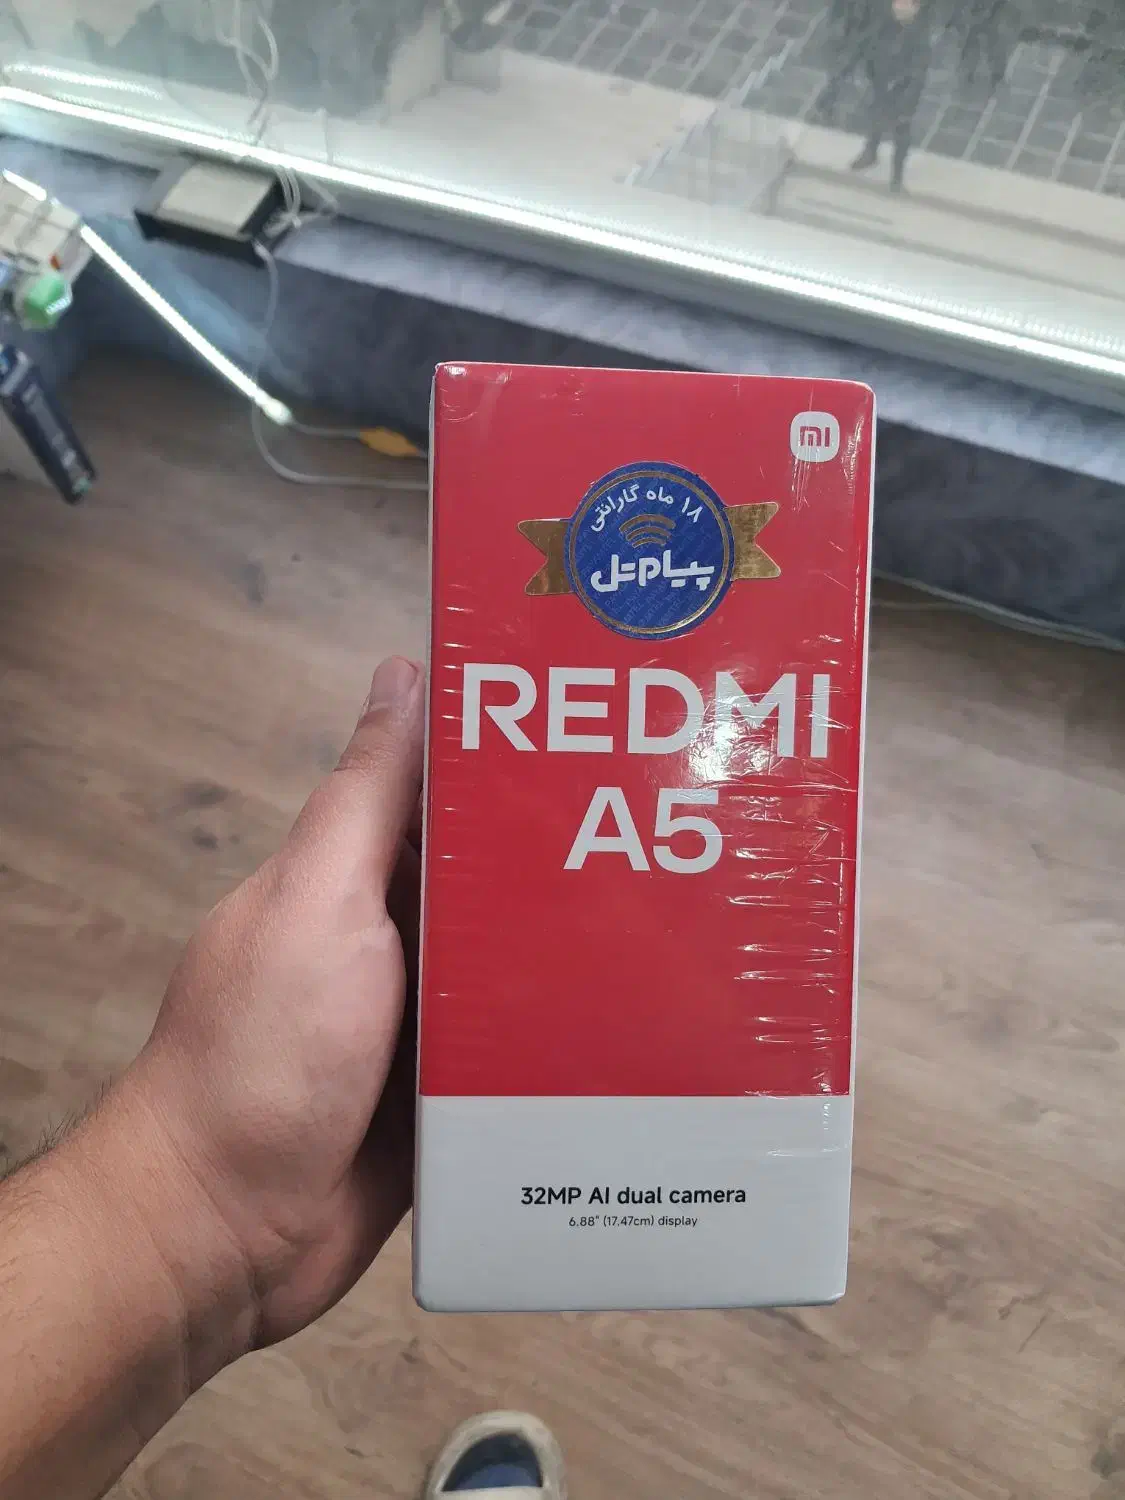 mi
۱۸ ماه گارانتی
پیام‌تل
REDMI
A5
32MP AI dual camera
6.88" (17.47cm) display